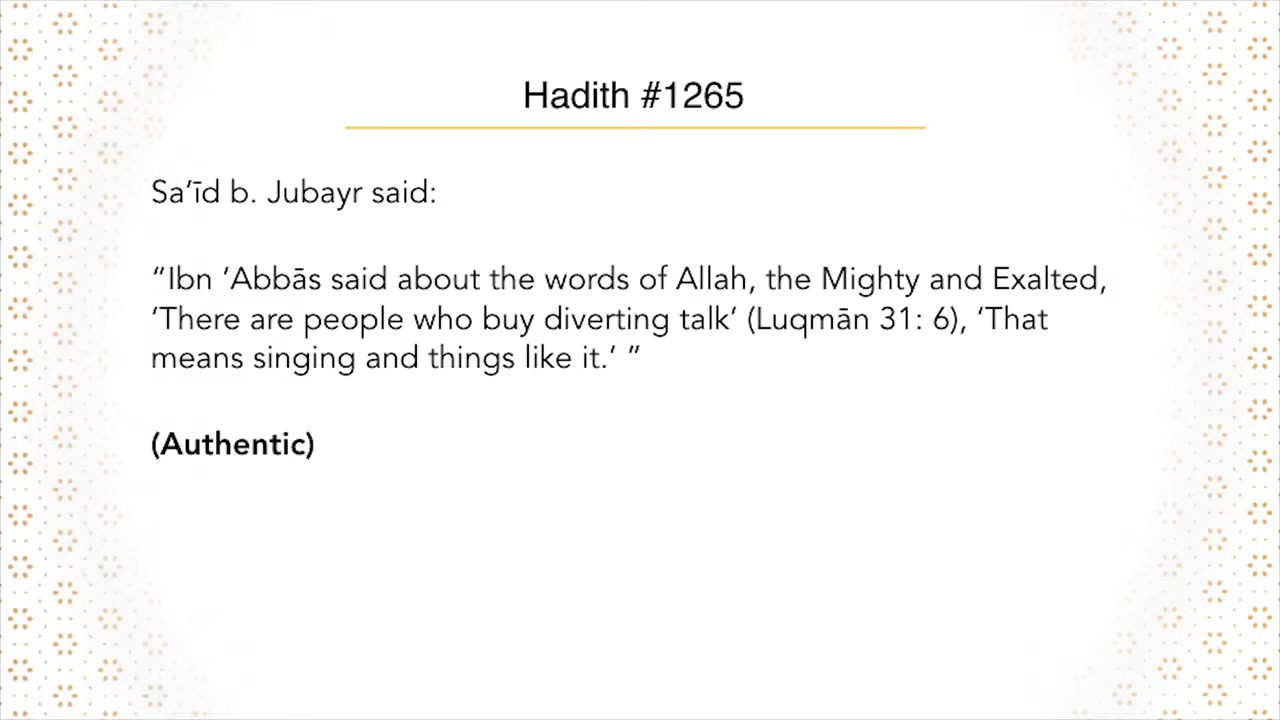 Hadith #1265
Sa’īd b. Jubayr said:
“Ibn ’Abbās said about the words of Allah, the Mighty and Exalted,
‘There are people who buy diverting talk’ (Luqmān 31: 6), ‘That
means singing and things like it.’ ”
(Authentic)